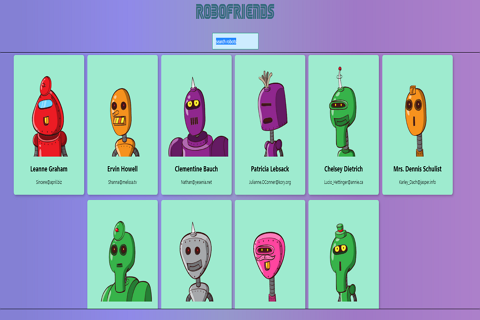 ROBOFRIENDS
search robots
Leanne Graham
Ervin Howell
Clementine Bauch
Patricia Lebsack
Chelsey Dietrich
Mrs. Dennis Schulist
Sincere@april.biz
Shanna@melissa.tv
Nathan@yesenia.net
Julianne.OConner@kory.org
Lucio_Hettinger@annie.ca
Karley_Dach@jasper.info